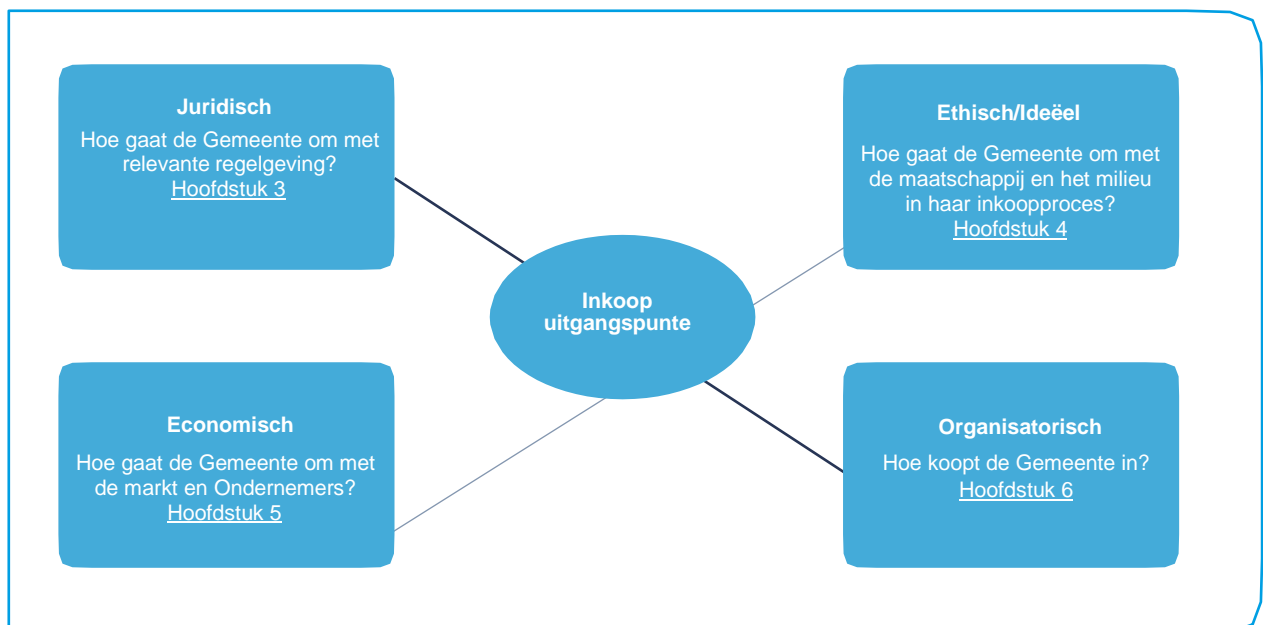 Juridisch
Hoe gaat de Gemeente om met
relevante regelgeving?
Hoofdstuk 3
Ethisch/Ideëel
Hoe gaat de Gemeente om met
de maatschappij en het milieu
in haar inkoopproces?
Hoofdstuk 4
Inkoop
uitgangspunte
Economisch
Hoe gaat de Gemeente om met
de markt en Ondernemers?
Hoofdstuk 5
Organisatorisch
Hoe koopt de Gemeente in?
Hoofdstuk 6